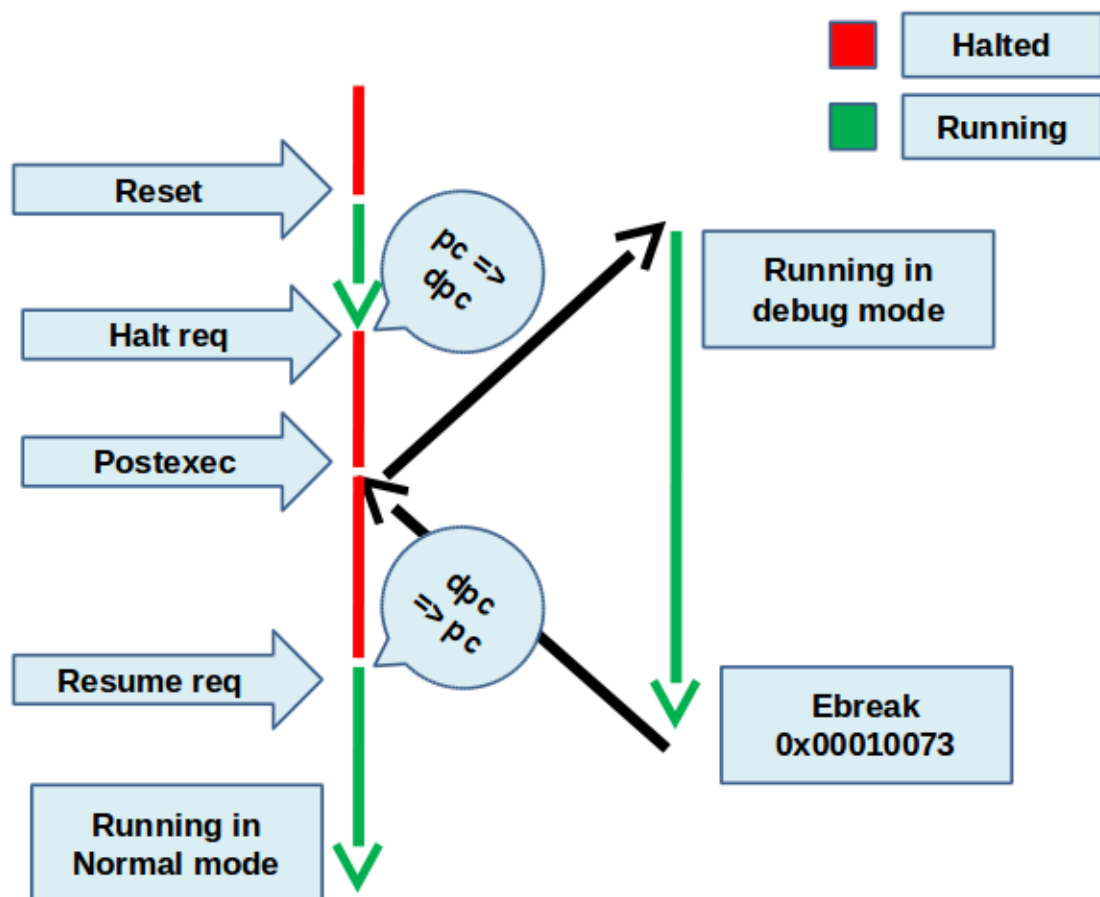 Halted
Running
Reset
pc =>
dpc
Running in
debug mode
Halt req
Postexec
dpc
=> pc
Resume req
Ebreak
0x00010073
Running in
Normal mode